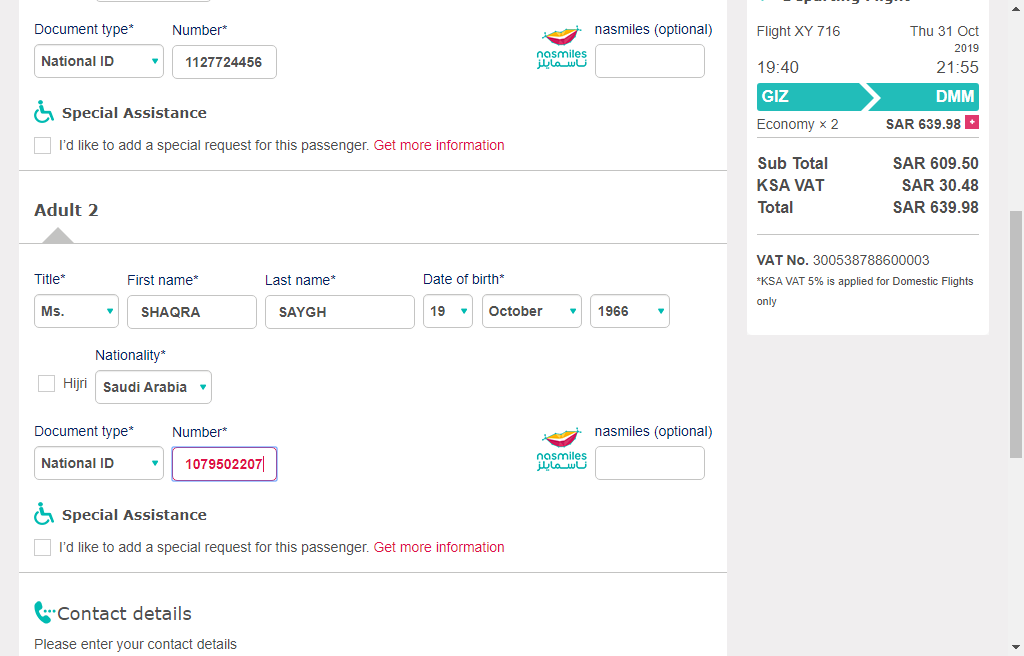 Document type*
Number*
nasmiles (optional)
National ID
1127724456
nasmiles
ناسمايلز
Special Assistance
I'd like to add a special request for this passenger. Get more information
Adult 2
Title*
First name*
Last name*
Date of birth*
Ms.
SHAQRA
SAYGH
19
October
1966
Nationality*
Hijri
Saudi Arabia
Document type*
Number*
nasmiles (optional)
National ID
1079502207
nasmiles
ناسمايلز
Special Assistance
I'd like to add a special request for this passenger. Get more information
Contact details
Please enter your contact details
Departing Flight
Flight XY 716
Thu 31 Oct
2019
19:40
21:55
GIZ
DMM
Economy × 2
SAR 639.98 +
Sub Total
SAR 609.50
KSA VAT
SAR 30.48
Total
SAR 639.98
VAT No. 300538788600003
*KSA VAT 5% is applied for Domestic Flights
only